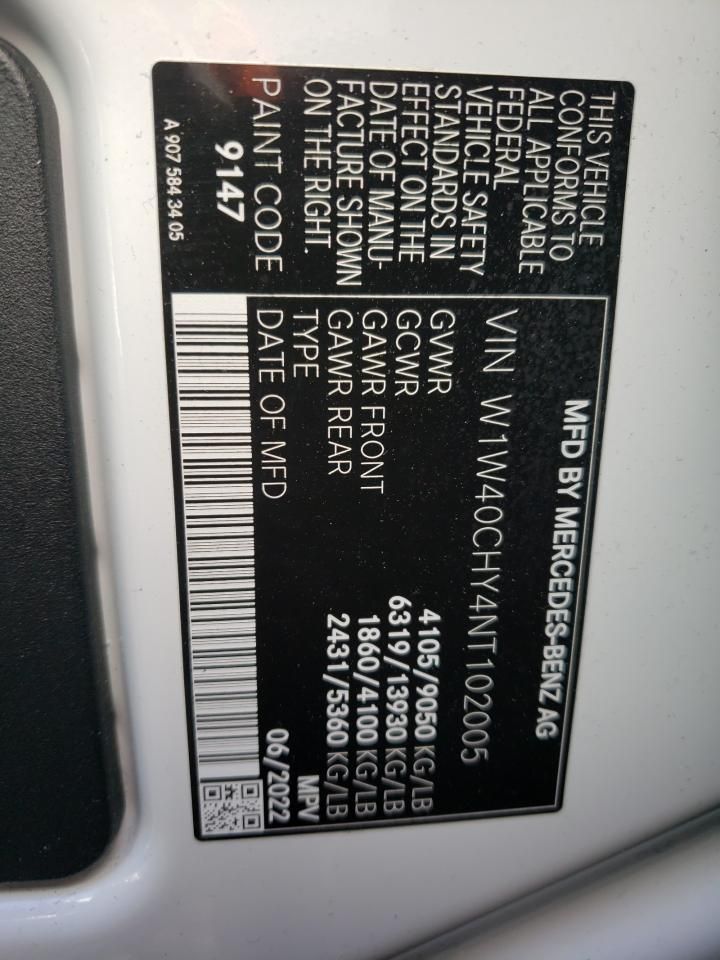 MFD BY MERCEDES-BENZ AG
THIS VEHICLE
CONFORMS TO
ALL APPLICABLE
FEDERAL
VEHICLE SAFETY
STANDARDS IN
EFFECT ON THE
DATE OF MANU-
FACTURE SHOWN
ON THE RIGHT.
PAINT CODE
9147
A 907 584 34 05
VIN W1W40CHY4NT102005
GVWR 4105/9050 KG/LB
GCWR 6319/13930 KG/LB
GAWR FRONT 1860/4100 KG/LB
GAWR REAR 2431/5360 KG/LB
TYPE MPV
DATE OF MFD 06/2022